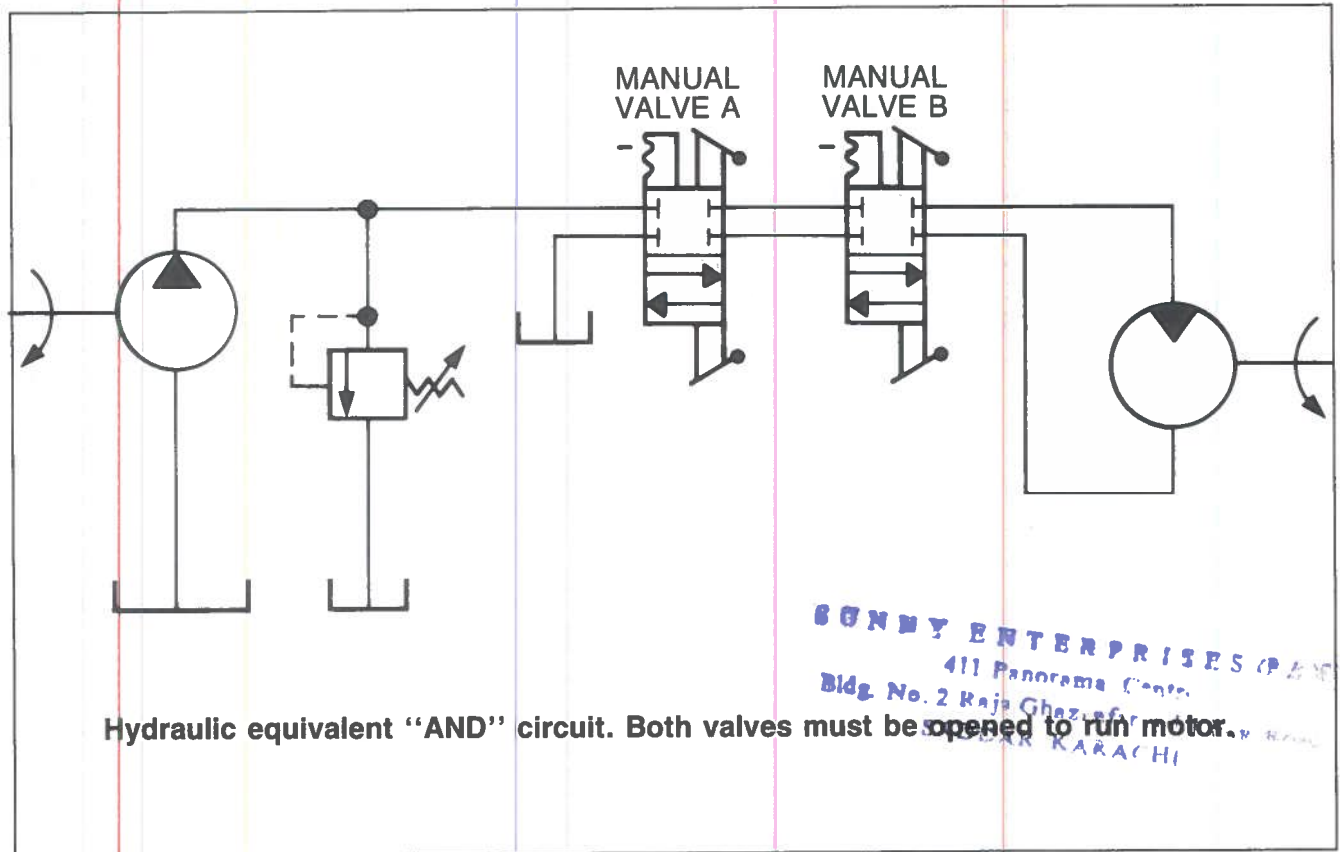 MANUAL
VALVE A
MANUAL
VALVE B
SUNNY ENTERPRISES
411 Panorama
Bldg. No. 2 Raja
Hydraulic equivalent “AND” circuit. Both valves must be opened to run motor.
KARACHI